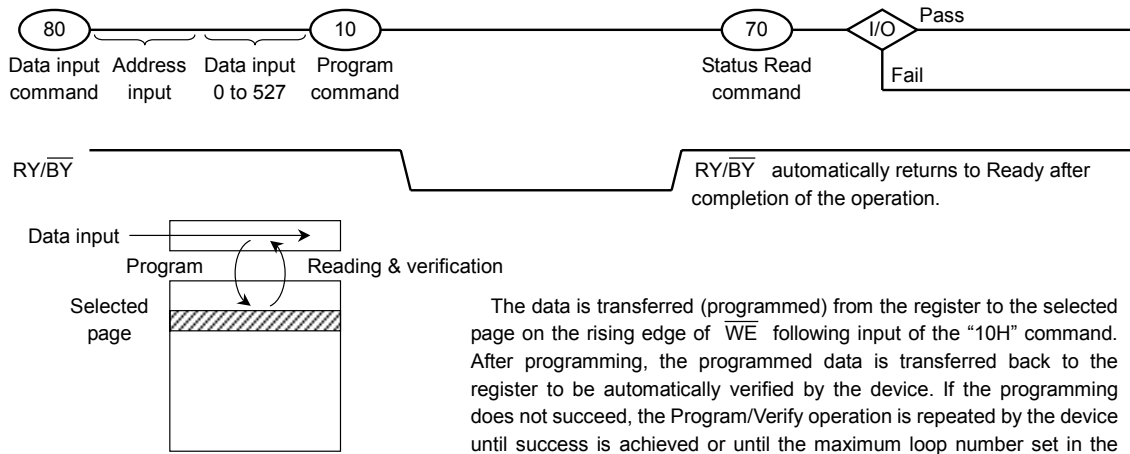 80 10 70 I/O Pass
Data input command
Address input
Data input 0 to 527
Program command
Status Read command
Fail
RY/BY
RY/BY automatically returns to Ready after
completion of the operation.
Data input
Program
Reading & verification
Selected
page
The data is transferred (programmed) from the register to the selected
page on the rising edge of WE following input of the “10H” command.
After programming, the programmed data is transferred back to the
register to be automatically verified by the device. If the programming
does not succeed, the Program/Verify operation is repeated by the device
until success is achieved or until the maximum loop number set in the